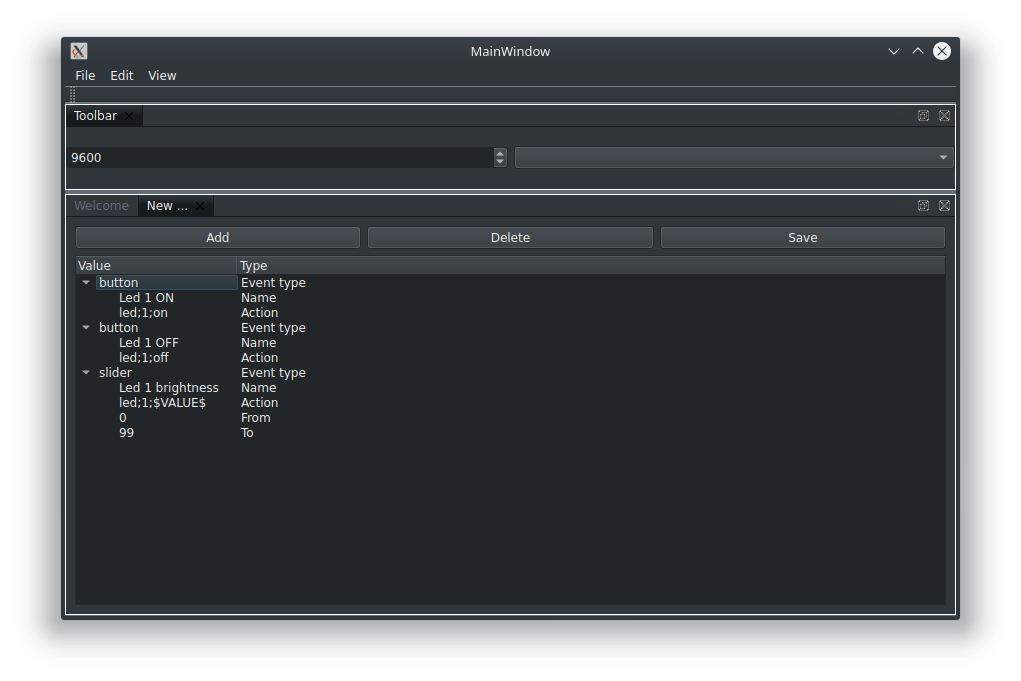 MainWindow
File Edit View
Toolbar
9600
Welcome New ...
Add Delete Save
Value Type
button Event type
Led 1 ON Name
led;1;on Action
button Event type
Led 1 OFF Name
led;1;off Action
slider Event type
Led 1 brightness Name
led;1;$VALUE$ Action
0 From
99 To